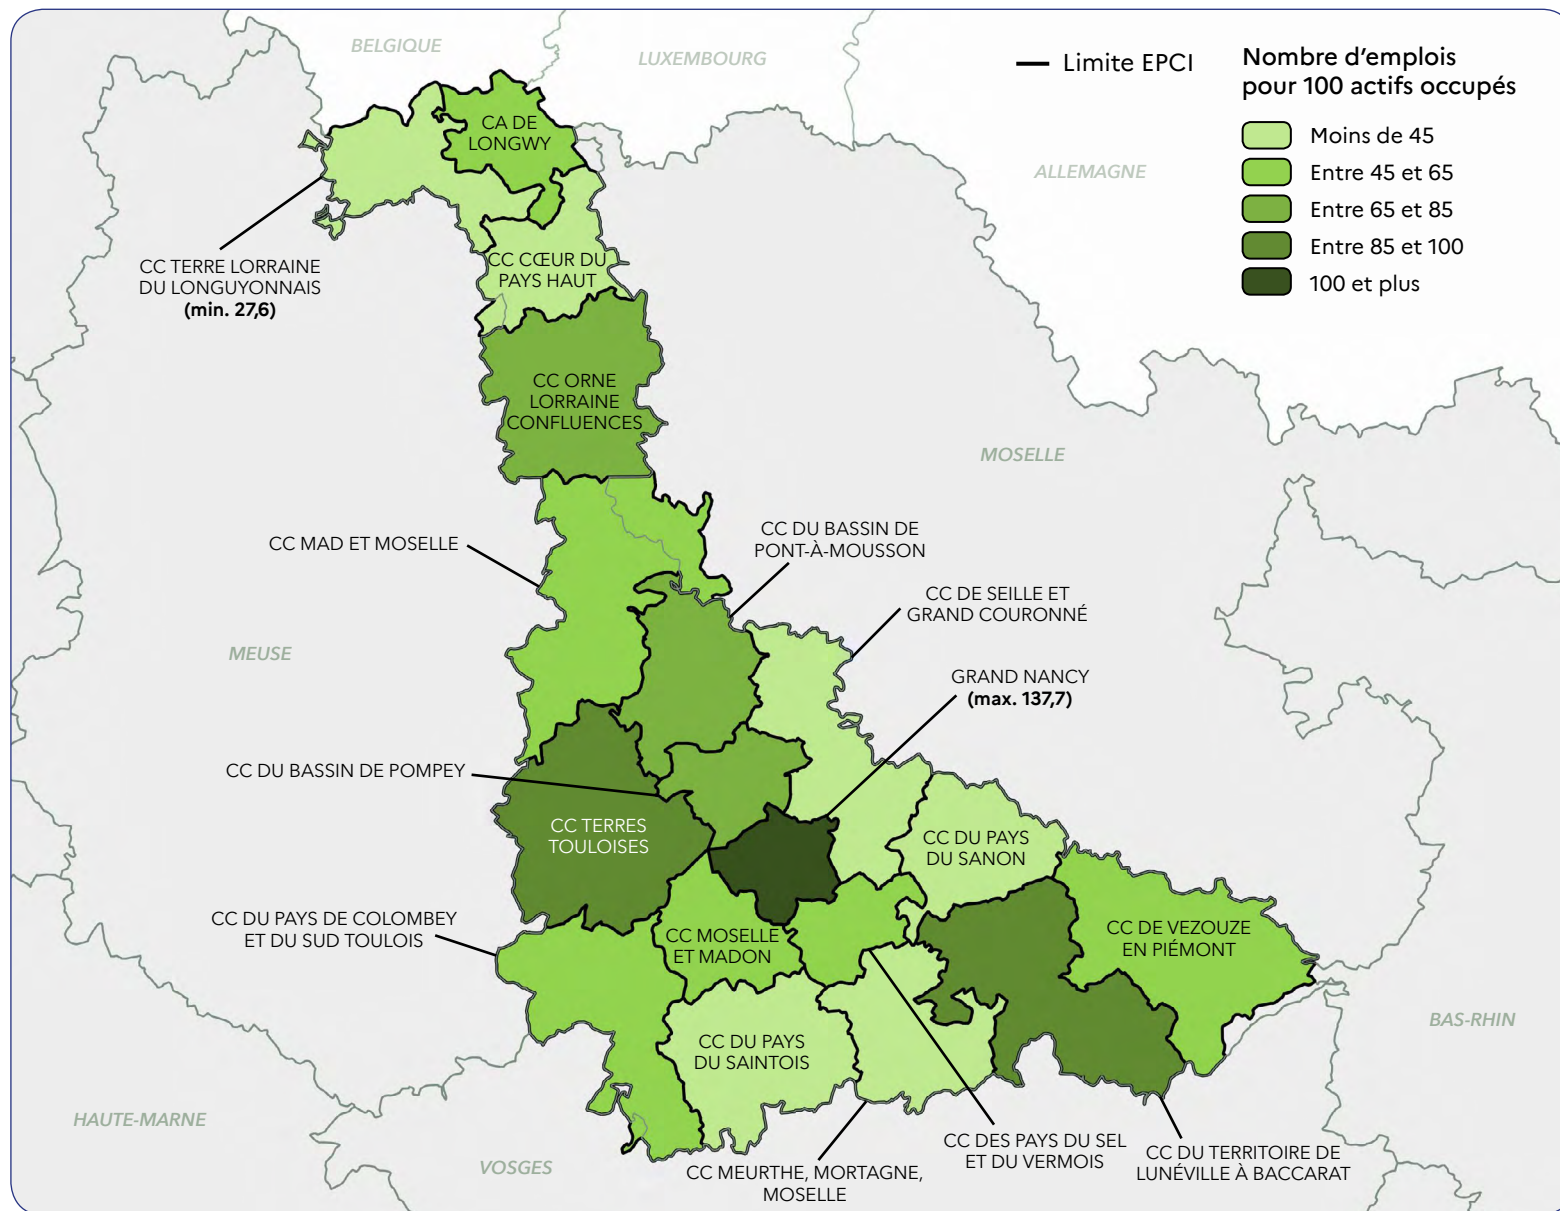 BELGIQUE
LUXEMBOURG
ALLEMAGNE
Limite EPCI
Nombre d'emplois
pour 100 actifs occupés
Moins de 45
Entre 45 et 65
Entre 65 et 85
Entre 85 et 100
100 et plus
CA DE
LONGWY
CC TERRE LORRAINE
DU LONGUYONNAIS
(min. 27,6)
CC CŒUR DU
PAYS HAUT
CC ORNE
LORRAINE
CONFLUENCES
MOSELLE
CC MAD ET MOSELLE
CC DU BASSIN DE
PONT-À-MOUSSON
CC DE SEILLE ET
GRAND COURONNÉ
MEUSE
GRAND NANCY
(max. 137,7)
CC DU BASSIN DE POMPEY
CC TERRES
TOULOISES
CC DU PAYS
DU SANON
CC DU PAYS DE COLOMBEY
ET DU SUD TOULOIS
CC MOSELLE
ET MADON
CC DE VEZOUZE
EN PIÉMONT
BAS-RHIN
CC DU PAYS
DU SAINTOIS
HAUTE-MARNE
VOSGES
CC MEURTHE, MORTAGNE,
MOSELLE
CC DES PAYS DU SEL
ET DU VERMOIS
CC DU TERRITOIRE DE
LUNÉVILLE À BACCARAT